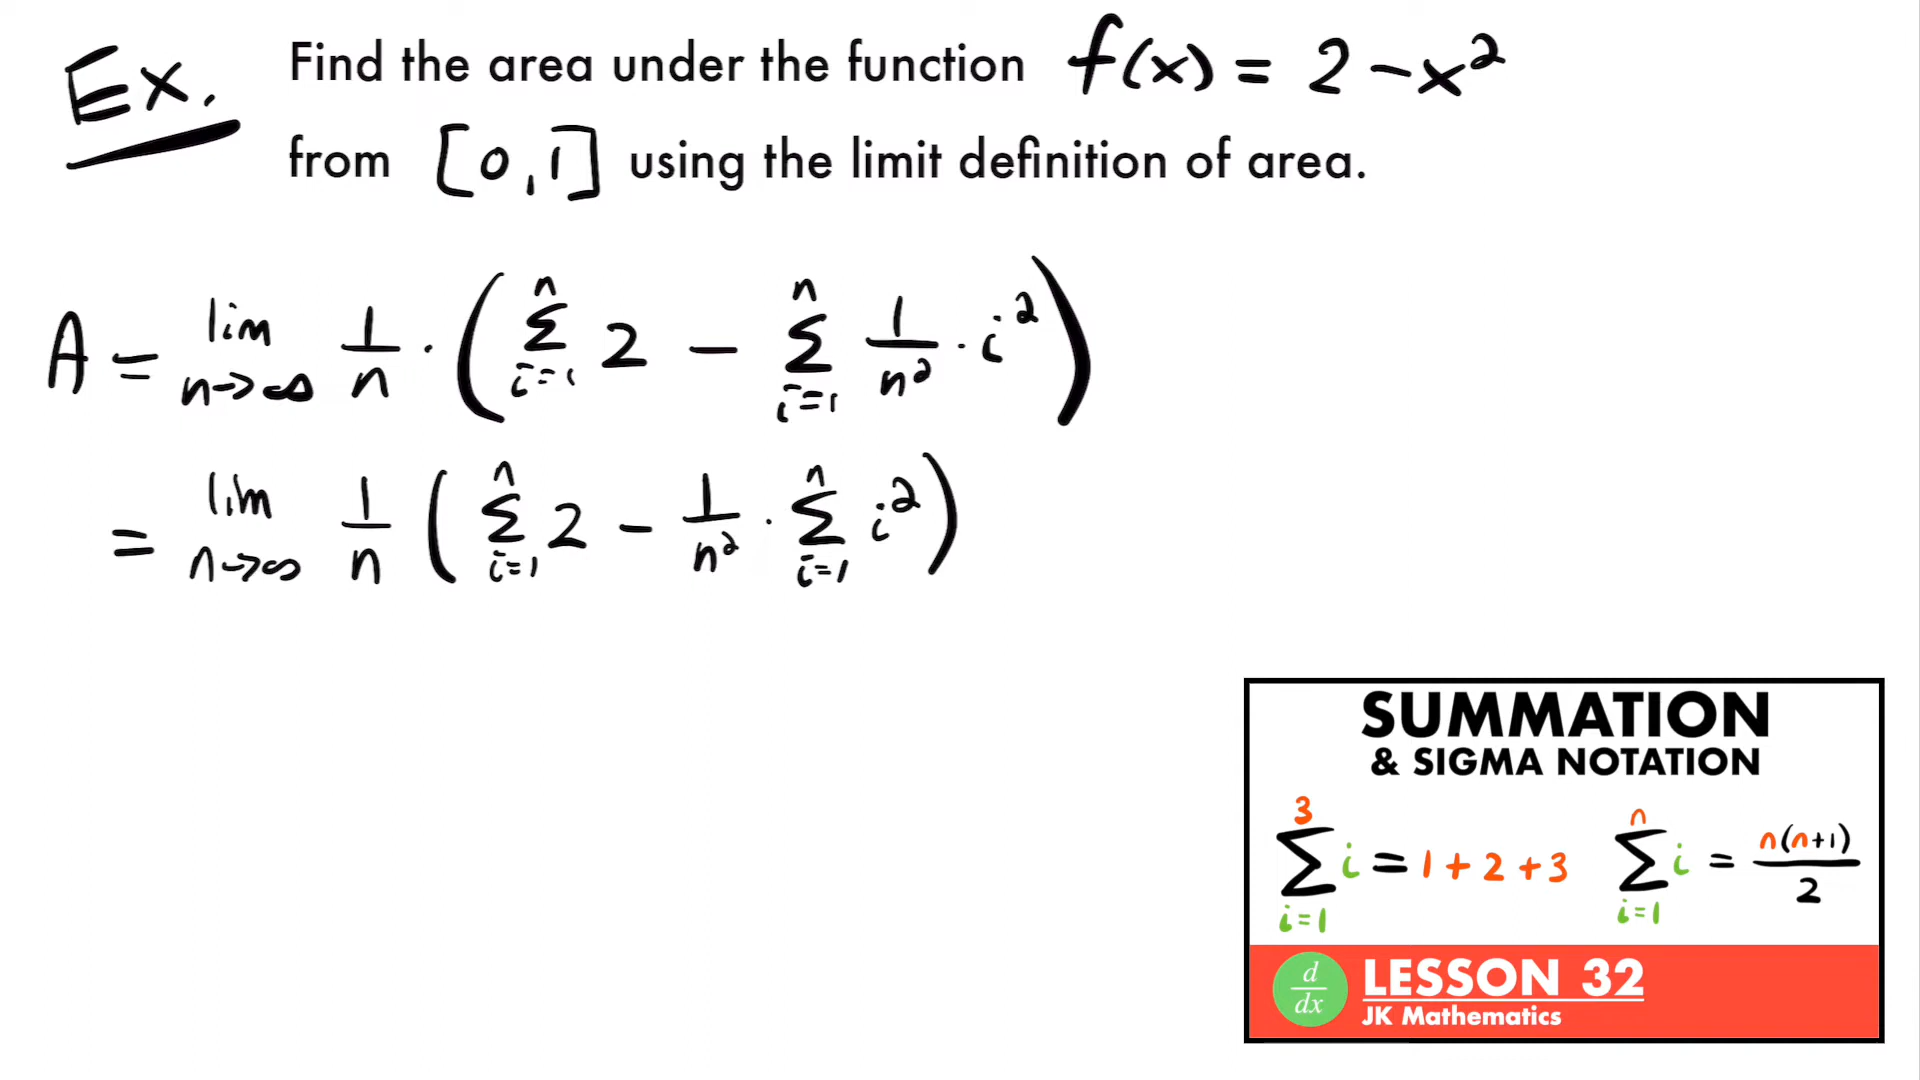 Ex. Find the area under the function f(x) = 2 - x²
from [0,1] using the limit definition of area.
A = lim n→∞ 1/n · ( n Σ i=1 2 - n Σ i=1 1/n² · i² )
= lim n→∞ 1/n ( n Σ i=1 2 - 1/n² · n Σ i=1 i² )
SUMMATION
& SIGMA NOTATION
3 Σ i=1 i = 1 + 2 + 3 n Σ i=1 i = n(n+1)/2
d/dx LESSON 32
JK Mathematics